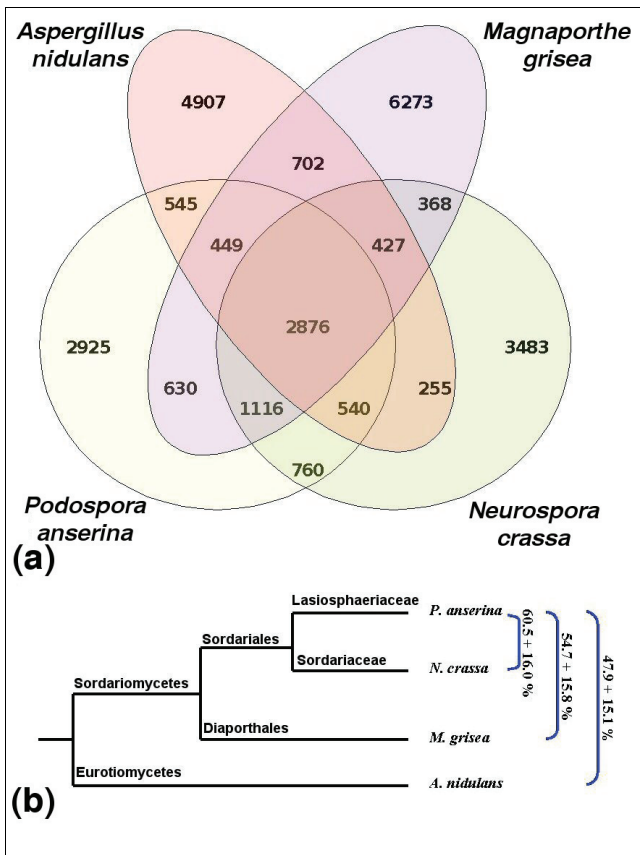 Aspergillus
nidulans
Magnaporthe
grisea
4907
6273
702
545
368
449
427
2876
2925
3483
630
255
1116
540
760
Podospora
anserina
Neurospora
crassa
(a)
Lasiosphaeriaceae
P. anserina
Sordariales
Sordariaceae
N. crassa
Sordariomycetes
Diaporthales
M. grisea
Eurotiomycetes
A. nidulans
60.5 + 16.0 %
54.7 + 15.8 %
47.9 + 15.1 %
(b)